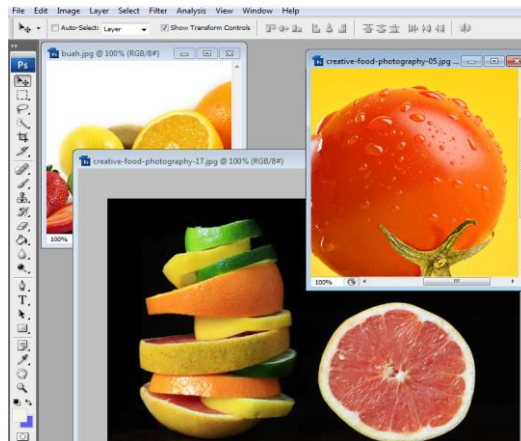 File Edit Image Layer Select Filter Analysis View Window Help
Auto-Select: Layer Show Transform Controls
buah.jpg @ 100% (RGB/8#)
creative-food-photography-05.jpg ...
Ps
creative-food-photography-17.jpg @ 100% (RGB/8#)
100%
100%
T